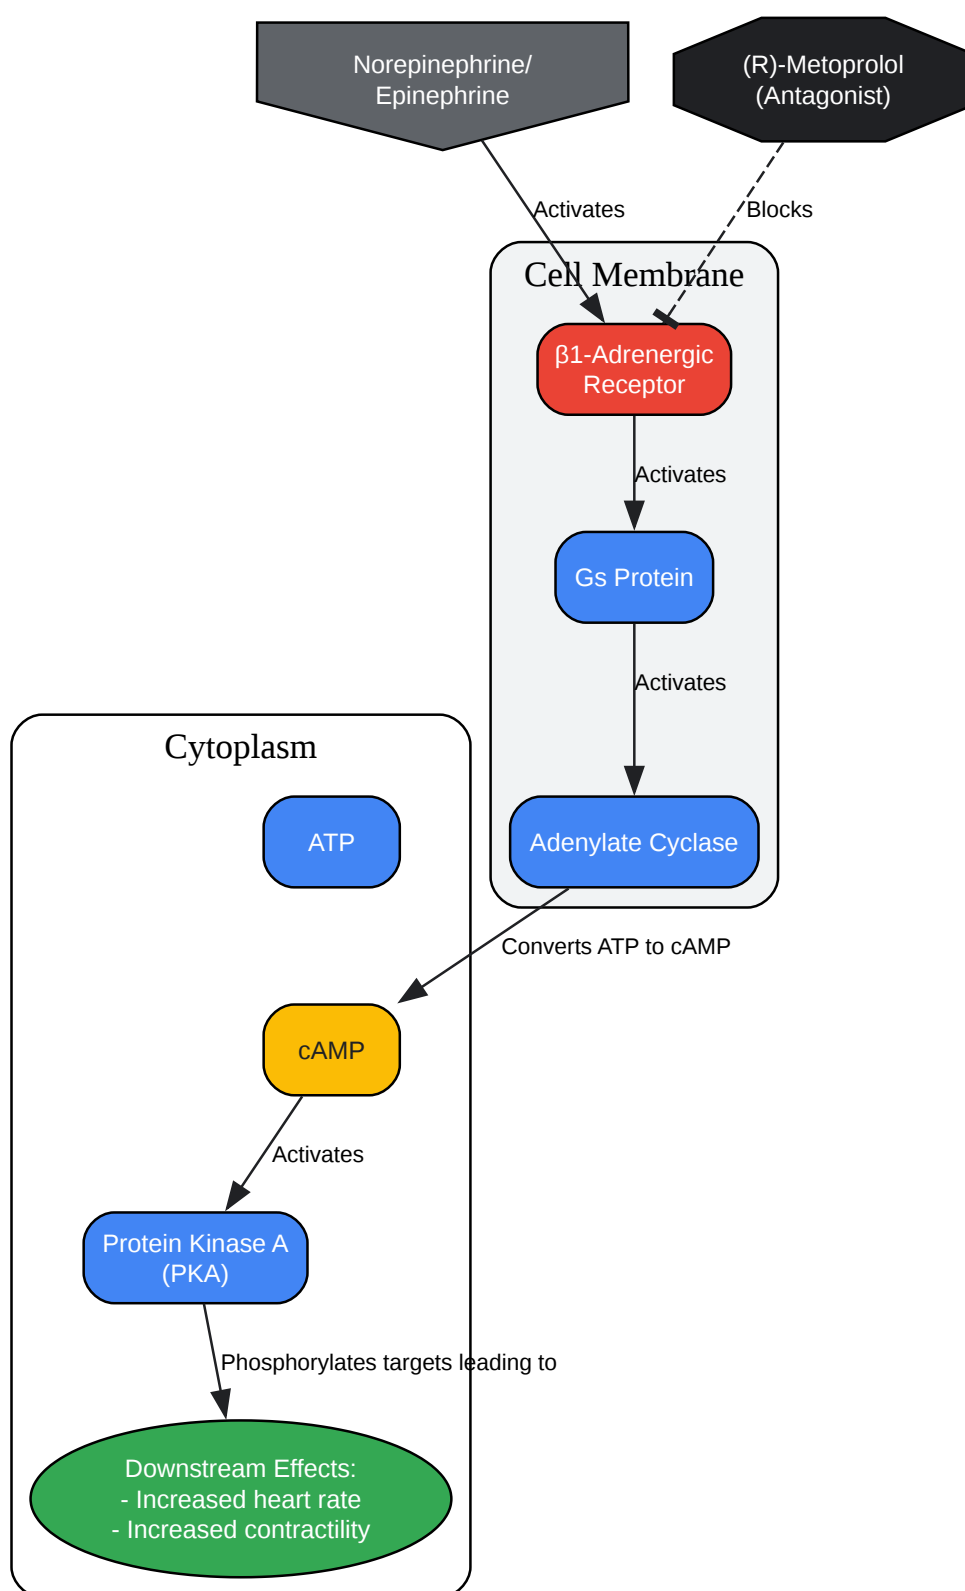 Norepinephrine/
Epinephrine
(R)-Metoprolol
(Antagonist)
Activates
Blocks
Cell Membrane
β1-Adrenergic
Receptor
Activates
Gs Protein
Activates
Cytoplasm
ATP
Adenylate Cyclase
Converts ATP to cAMP
cAMP
Activates
Protein Kinase A
(PKA)
Phosphorylates targets leading to
Downstream Effects:
- Increased heart rate
- Increased contractility